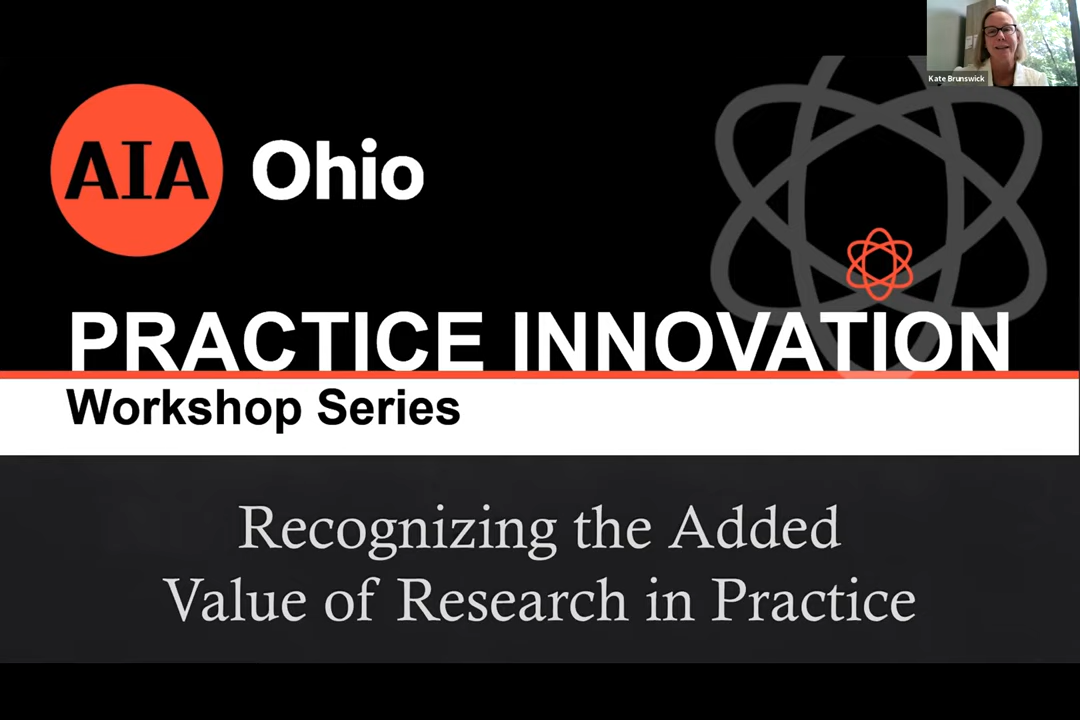 Kate Brunswick
AIA Ohio
PRACTICE INNOVATION
Workshop Series
Recognizing the Added
Value of Research in Practice